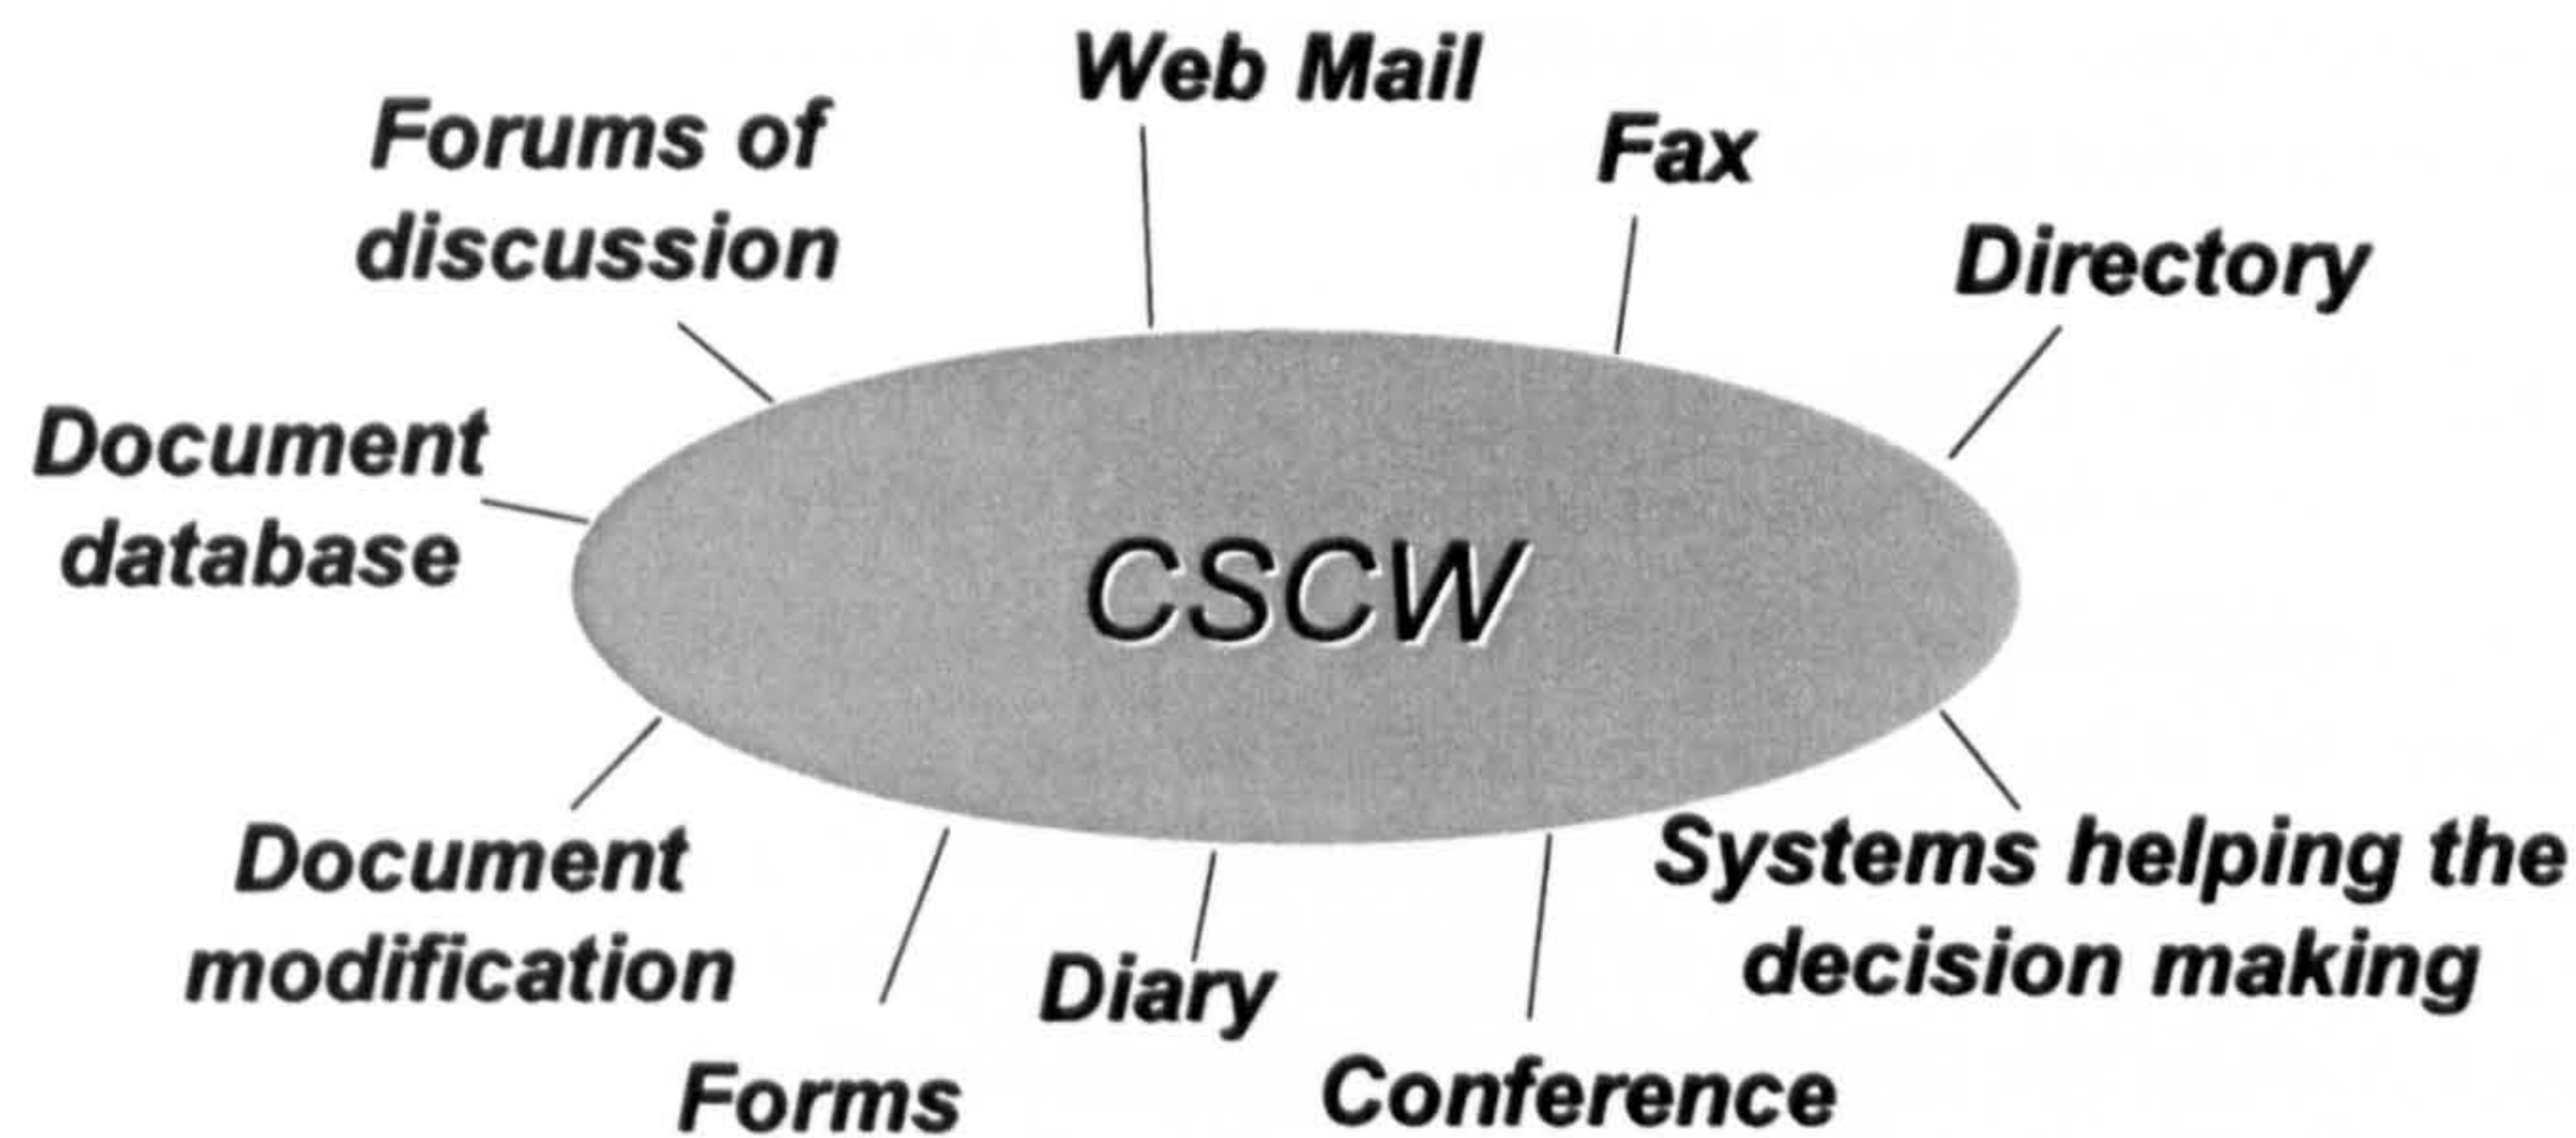 Web Mail
Forums of
discussion
Fax
Directory
Document
database
CSCW
Document
modification
Systems helping the
decision making
Diary
Forms
Conference